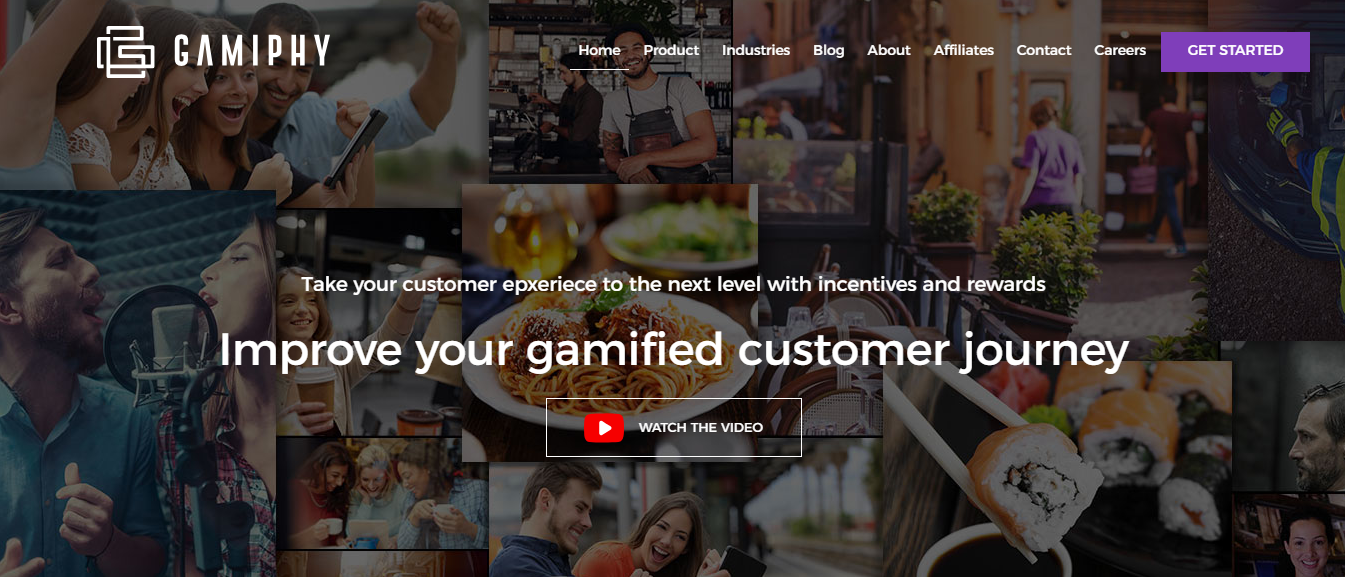 GAMIPHY
Home Product Industries Blog About Affiliates Contact Careers GET STARTED
Take your customer epxeriece to the next level with incentives and rewards
Improve your gamified customer journey
WATCH THE VIDEO